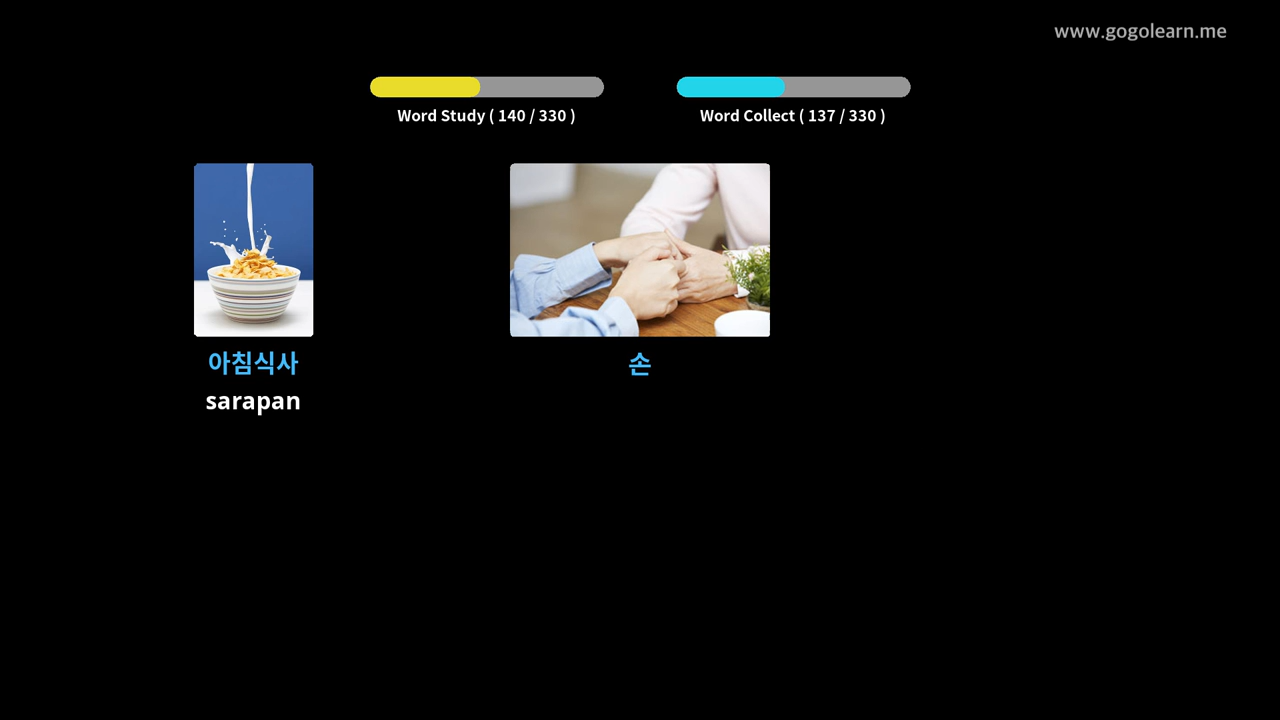 www.gogolearn.me
Word Study ( 140 / 330 )
Word Collect ( 137 / 330 )
아침식사
sarapan
손